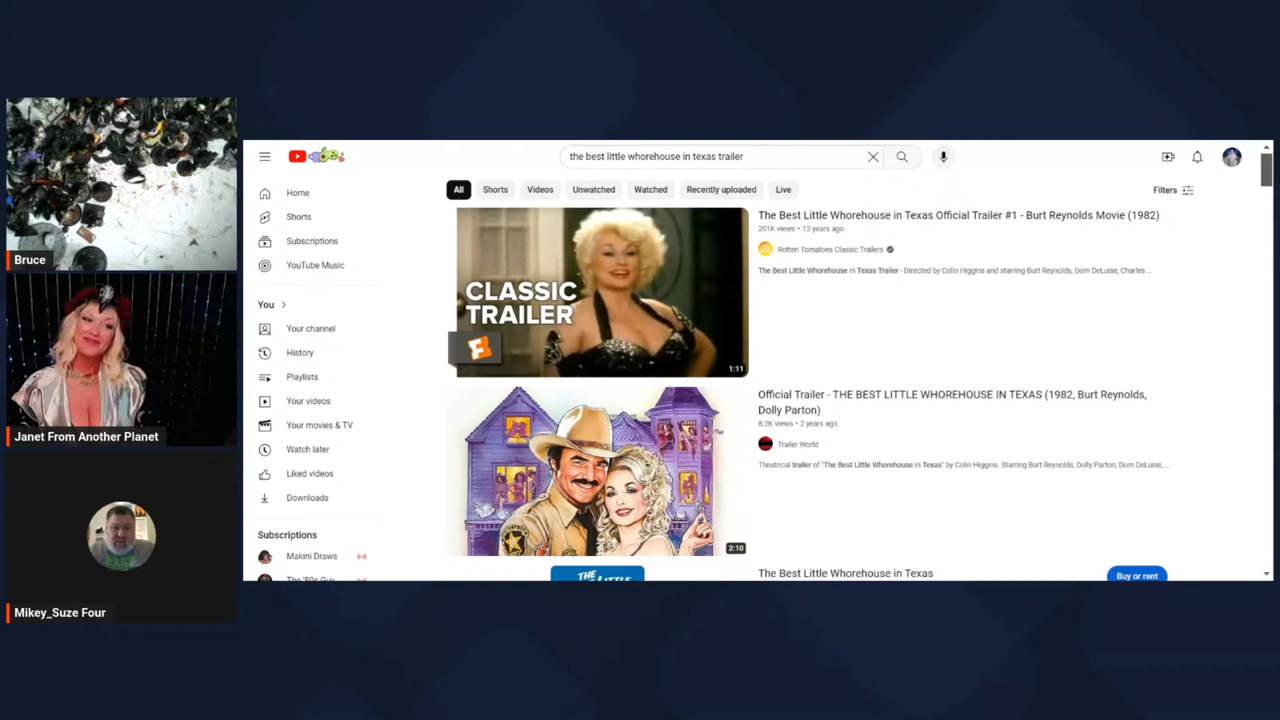 Bruce
Janet From Another Planet
Mikey_Suze Four
the best little whorehouse in texas trailer
Home
Shorts
Subscriptions
YouTube Music
You
Your channel
History
Playlists
Your videos
Your movies & TV
Watch later
Liked videos
Downloads
Subscriptions
Makini Draws
The '80s Guy
All
Shorts
Videos
Unwatched
Watched
Recently uploaded
Live
Filters
CLASSIC
TRAILER
1:11
The Best Little Whorehouse in Texas Official Trailer #1 - Burt Reynolds Movie (1982)
201K views • 12 years ago
Rotten Tomatoes Classic Trailers
The Best Little Whorehouse in Texas Trailer - Directed by Colin Higgins and starring Burt Reynolds, Dom DeLuise, Charles ...
2:10
Official Trailer - THE BEST LITTLE WHOREHOUSE IN TEXAS (1982, Burt Reynolds,
Dolly Parton)
8.2K views • 2 years ago
Trailer World
Theatrical trailer of "The Best Little Whorehouse in Texas" by Colin Higgins. Starring Burt Reynolds, Dolly Parton, Dom DeLuise, ...
The Best Little Whorehouse in Texas
Buy or rent